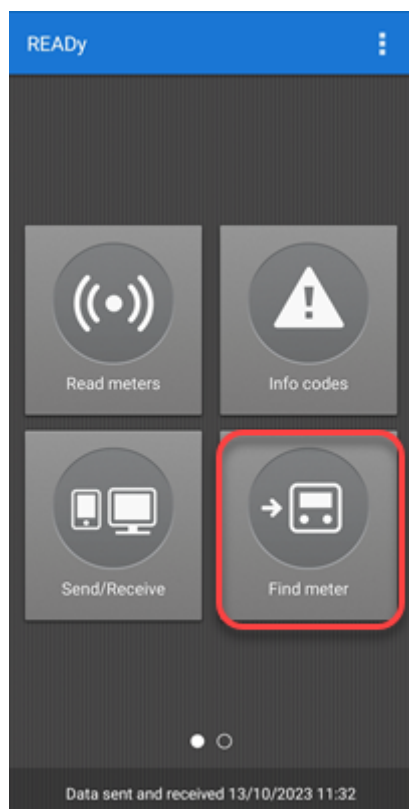 READy
Read meters
Info codes
Send/Receive
Find meter
Data sent and received 13/10/2023 11:32